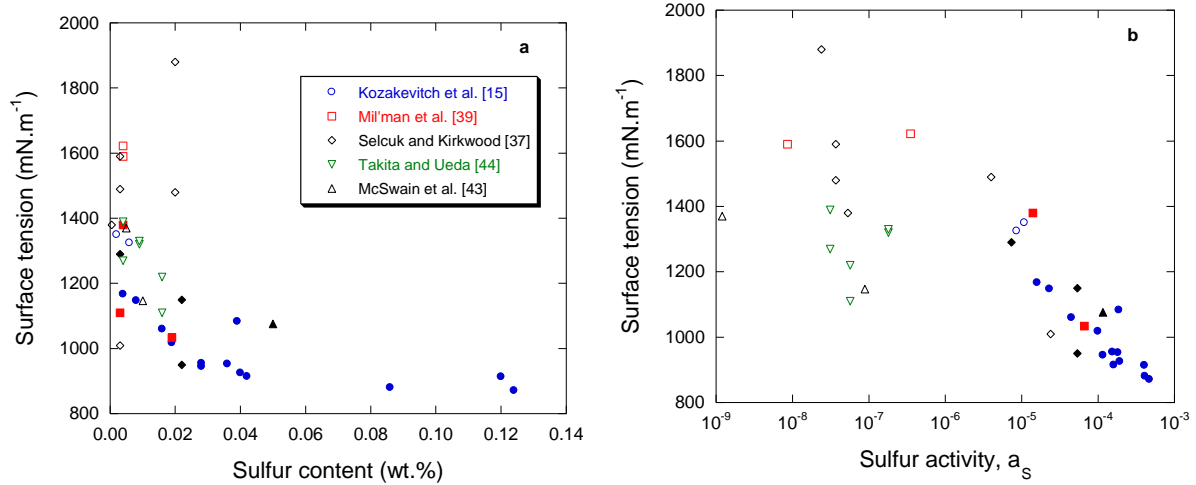 a
2000
1800
1600
1400
1200
1000
800
Surface tension (mN.m⁻¹)
Kozakevitch et al. [15]
Mil'man et al. [39]
Selcuk and Kirkwood [37]
Takita and Ueda [44]
McSwain et al. [43]
0.00 0.02 0.04 0.06 0.08 0.10 0.12 0.14
Sulfur content (wt.%)
b
2000
1800
1600
1400
1200
1000
800
Surface tension (mN.m⁻¹)
10⁻⁹ 10⁻⁸ 10⁻⁷ 10⁻⁶ 10⁻⁵ 10⁻⁴ 10⁻³
Sulfur activity, aS